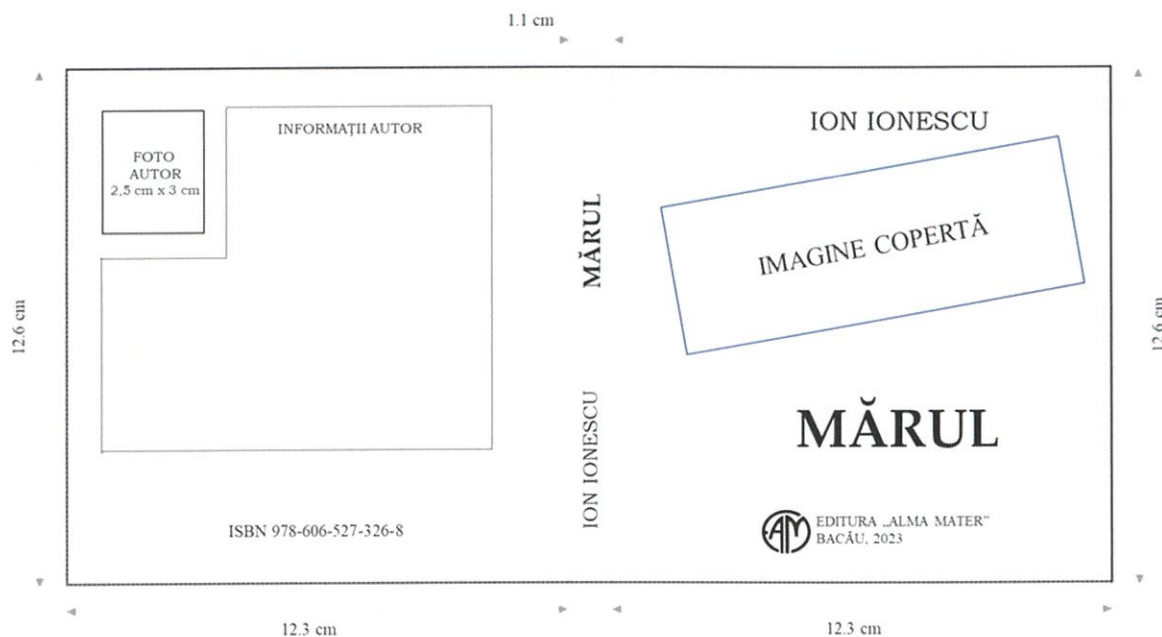 1.1 cm
INFORMAȚII AUTOR
FOTO
AUTOR
2,5 cm x 3 cm
12.6 cm
ISBN 978-606-527-326-8
MĂRUL
ION IONESCU
ION IONESCU
IMAGINE COPERTĂ
MĂRUL
AM
EDITURA „ALMA MATER”
BACĂU, 2023
12.6 cm
12.3 cm
12.3 cm